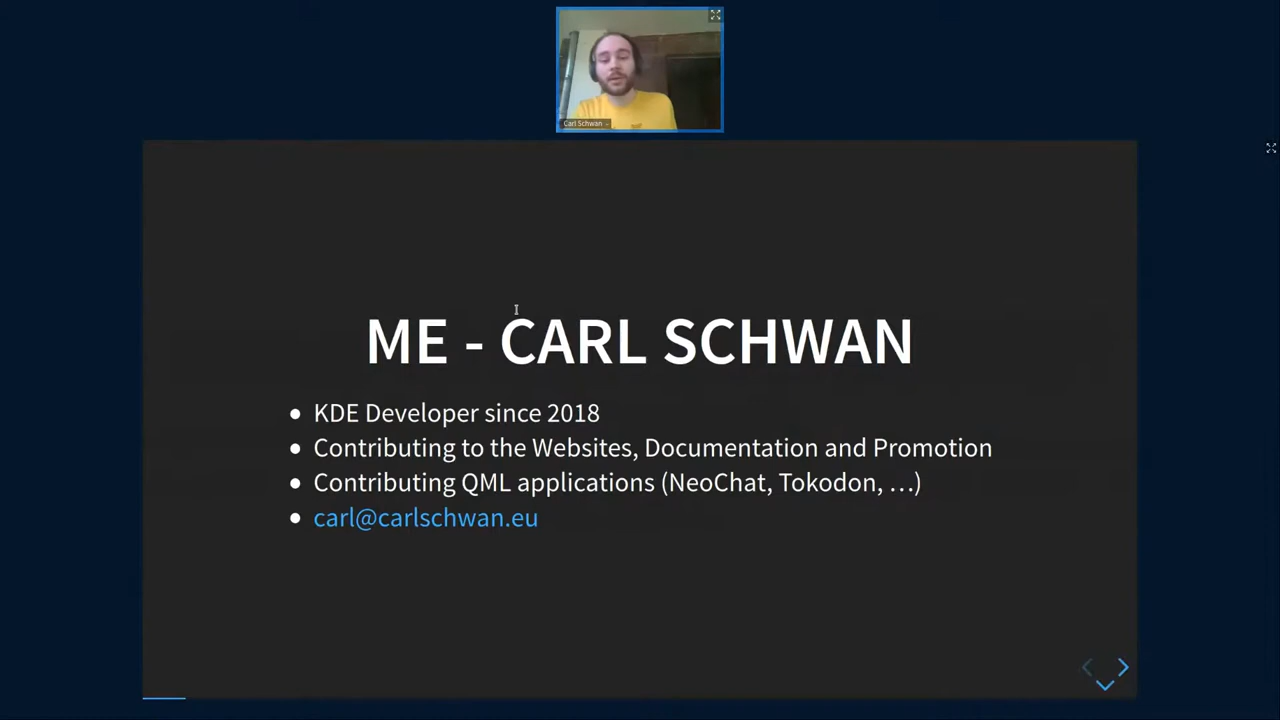 Carl Schwan
ME - CARL SCHWAN
KDE Developer since 2018
Contributing to the Websites, Documentation and Promotion
Contributing QML applications (NeoChat, Tokodon, ...)
carl@carlschwan.eu